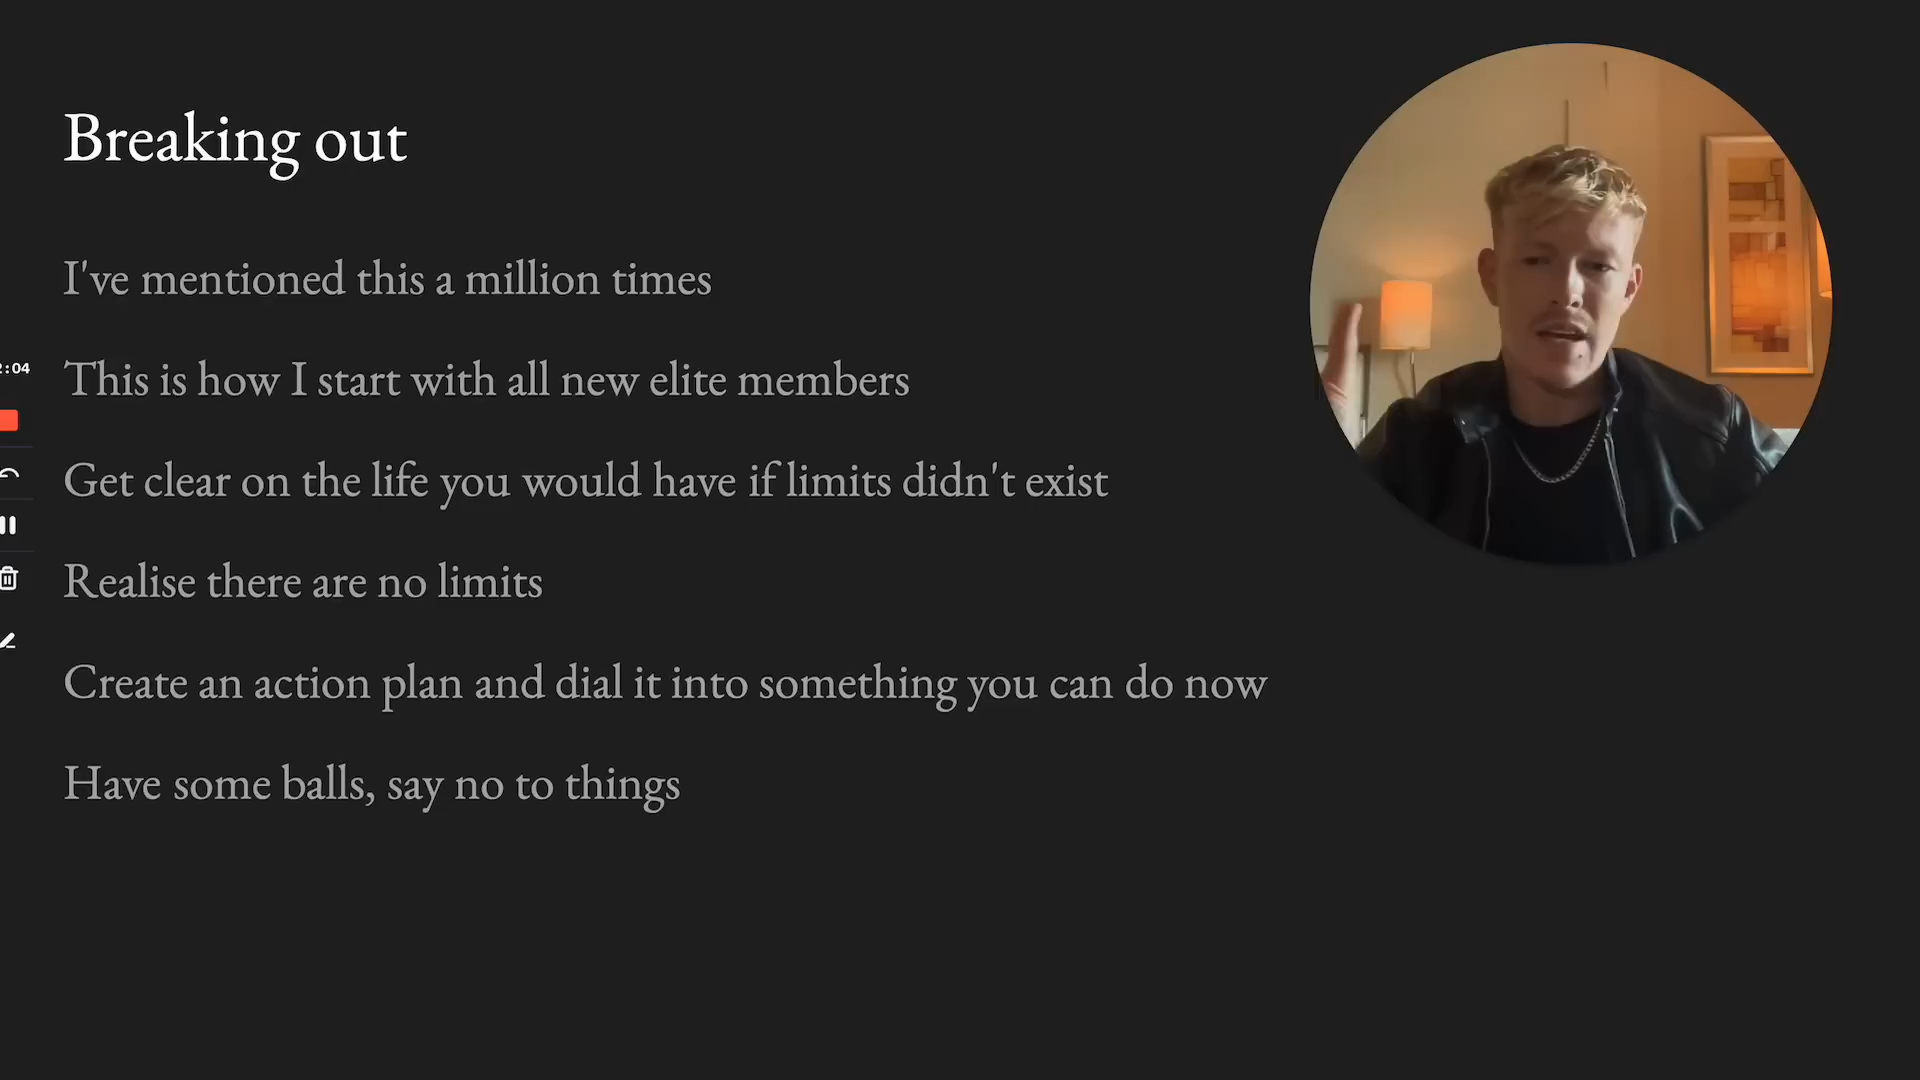 Breaking out
I've mentioned this a million times
This is how I start with all new elite members
Get clear on the life you would have if limits didn't exist
Realise there are no limits
Create an action plan and dial it into something you can do now
Have some balls, say no to things
:04